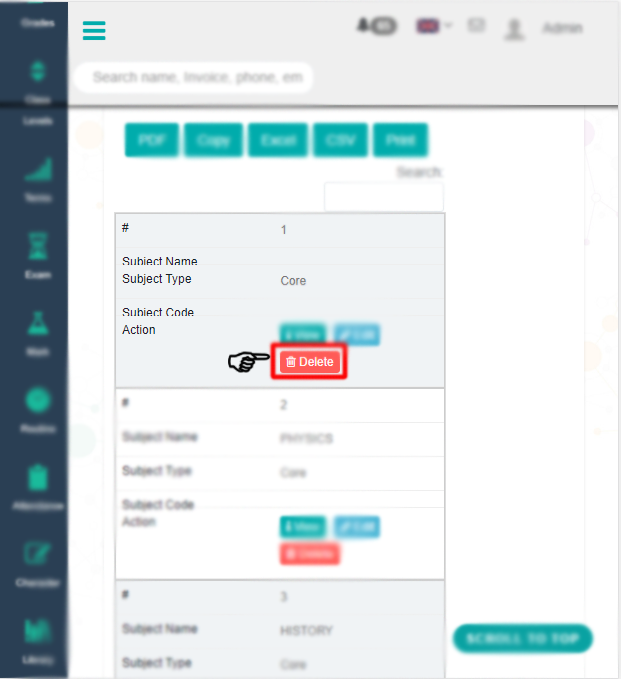 Grades
65
Admin
Search name, Invoice, phone, em
Class
Levels
PDF Copy Excel CSV Print
Search:
Terms
# 1
Subject Name
Subject Type Core
Exam
Subject Code
Action View Edit
Mark
Delete
# 2
Routine
Subject Name PHYSICS
Subject Type Core
Attendance
Subject Code
Action View Edit
Delete
Character
# 3
Subject Name HISTORY
SCROLL TO TOP
Library
Subject Type Core